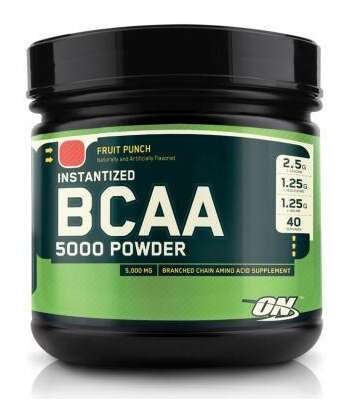 FRUIT PUNCH
Naturally and Artificially Flavored
INSTANTIZED
BCAA
5000 POWDER
5,000 MG
BRANCHED CHAIN AMINO ACID SUPPLEMENT
2.5G
1.25G
1.25G
40
ON